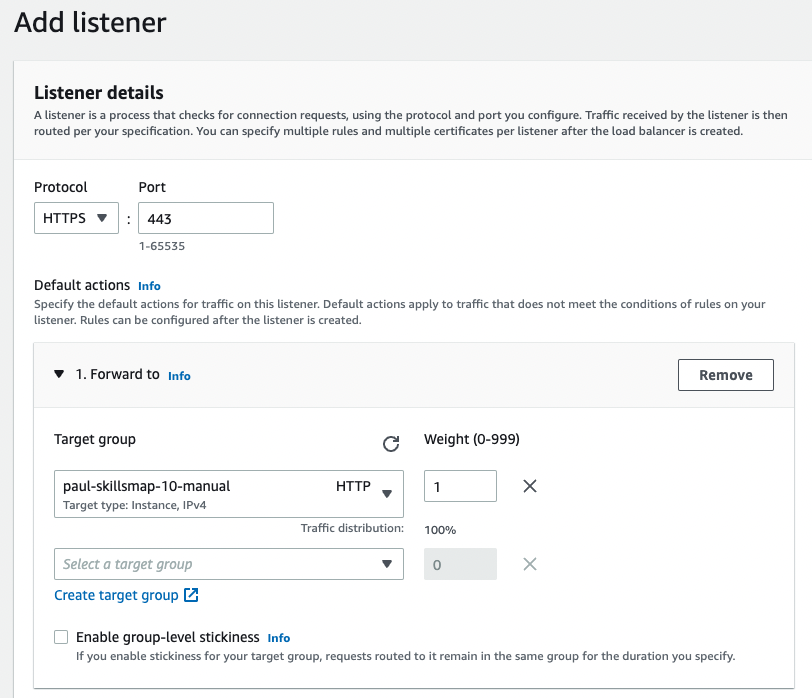 Add listener
Listener details
A listener is a process that checks for connection requests, using the protocol and port you configure. Traffic received by the listener is then
routed per your specification. You can specify multiple rules and multiple certificates per listener after the load balancer is created.
Protocol Port
HTTPS : 443
1-65535
Default actions Info
Specify the default actions for traffic on this listener. Default actions apply to traffic that does not meet the conditions of rules on your
listener. Rules can be configured after the listener is created.
1. Forward to Info Remove
Target group Weight (0-999)
paul-skillsmap-10-manual HTTP 1
Target type: Instance, IPv4
Traffic distribution: 100%
Select a target group 0
Create target group
Enable group-level stickiness Info
If you enable stickiness for your target group, requests routed to it remain in the same group for the duration you specify.